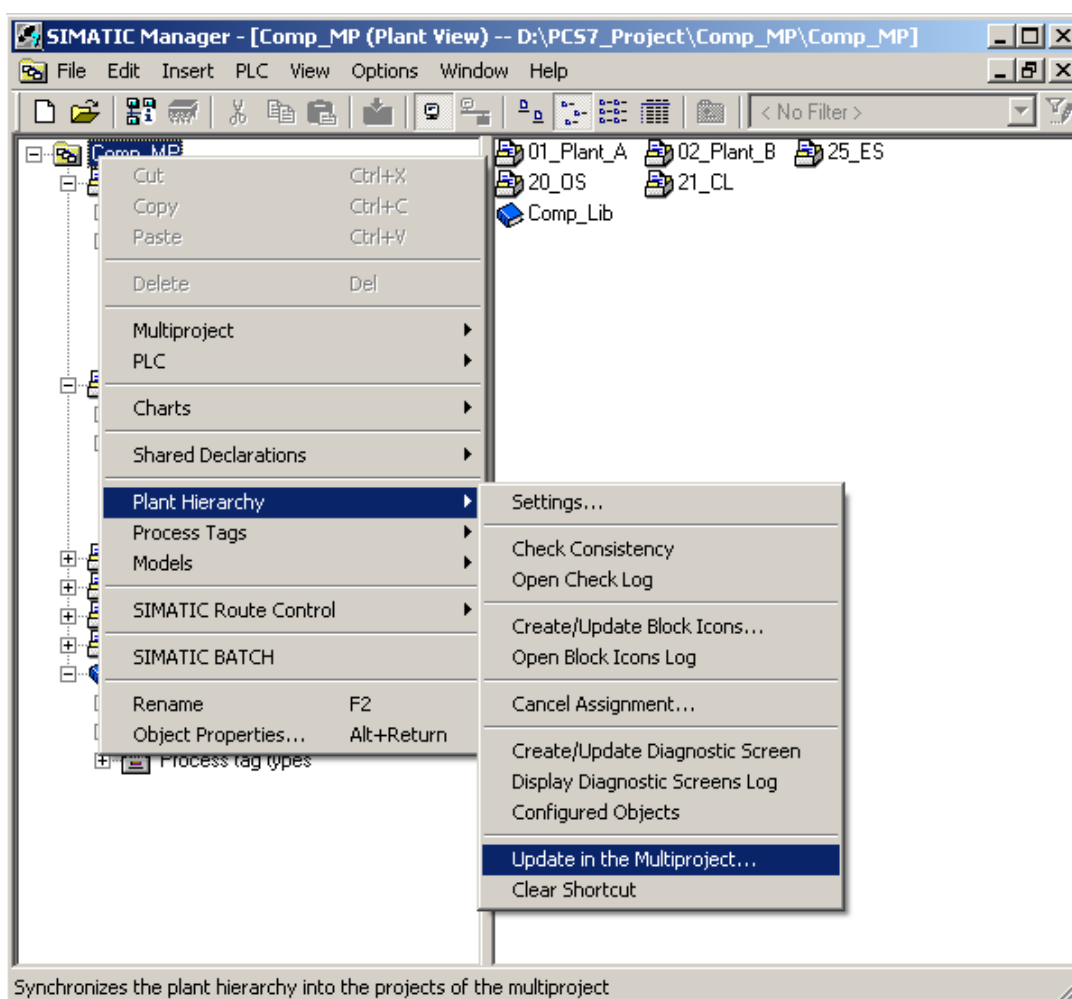 SIMATIC Manager - [Comp_MP (Plant View) -- D:\PCS7_Project\Comp_MP\Comp_MP]
File Edit Insert PLC View Options Window Help
< No Filter >
Comp_MP
01_Plant_A 02_Plant_B 25_ES
20_OS 21_CL
Comp_Lib
Cut Ctrl+X
Copy Ctrl+C
Paste Ctrl+V
Delete Del
Multiproject
PLC
Charts
Shared Declarations
Plant Hierarchy
Process Tags
Models
SIMATIC Route Control
SIMATIC BATCH
Rename F2
Object Properties... Alt+Return
Process tag types
Settings...
Check Consistency
Open Check Log
Create/Update Block Icons...
Open Block Icons Log
Cancel Assignment...
Create/Update Diagnostic Screen
Display Diagnostic Screens Log
Configured Objects
Update in the Multiproject...
Clear Shortcut
Synchronizes the plant hierarchy into the projects of the multiproject